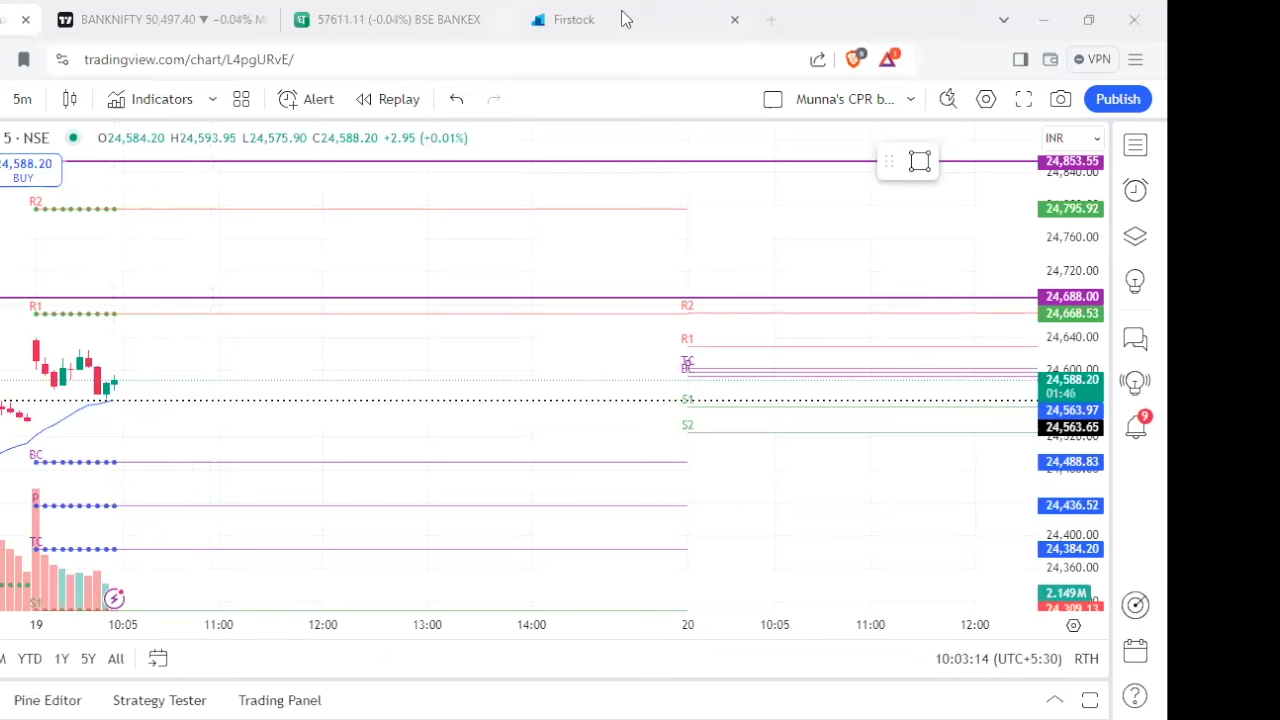 BANKNIFTY 50,497.40 ▼ −0.04% M
57611.11 (-0.04%) BSE BANKEX
Firstock
tradingview.com/chart/L4pgURvE/
VPN
5m
Indicators
Alert
Replay
Munna's CPR b...
Publish
5 · NSE
O24,584.20 H24,593.95 L24,575.90 C24,588.20 +2.95 (+0.01%)
INR
24,588.20
BUY
24,853.55
24,840.00
R2
24,795.92
24,760.00
24,720.00
24,688.00
R1
R2
24,668.53
R1
24,640.00
TC
P
BC
24,600.00
24,588.20
01:46
S1
24,563.97
9
S2
24,563.65
24,520.00
BC
24,488.83
P
24,436.52
24,400.00
TC
24,384.20
24,360.00
2.149M
S1
24,309.13
19
10:05
11:00
12:00
13:00
14:00
20
10:05
11:00
12:00
M YTD 1Y 5Y All
10:03:14 (UTC+5:30) RTH
Pine Editor
Strategy Tester
Trading Panel